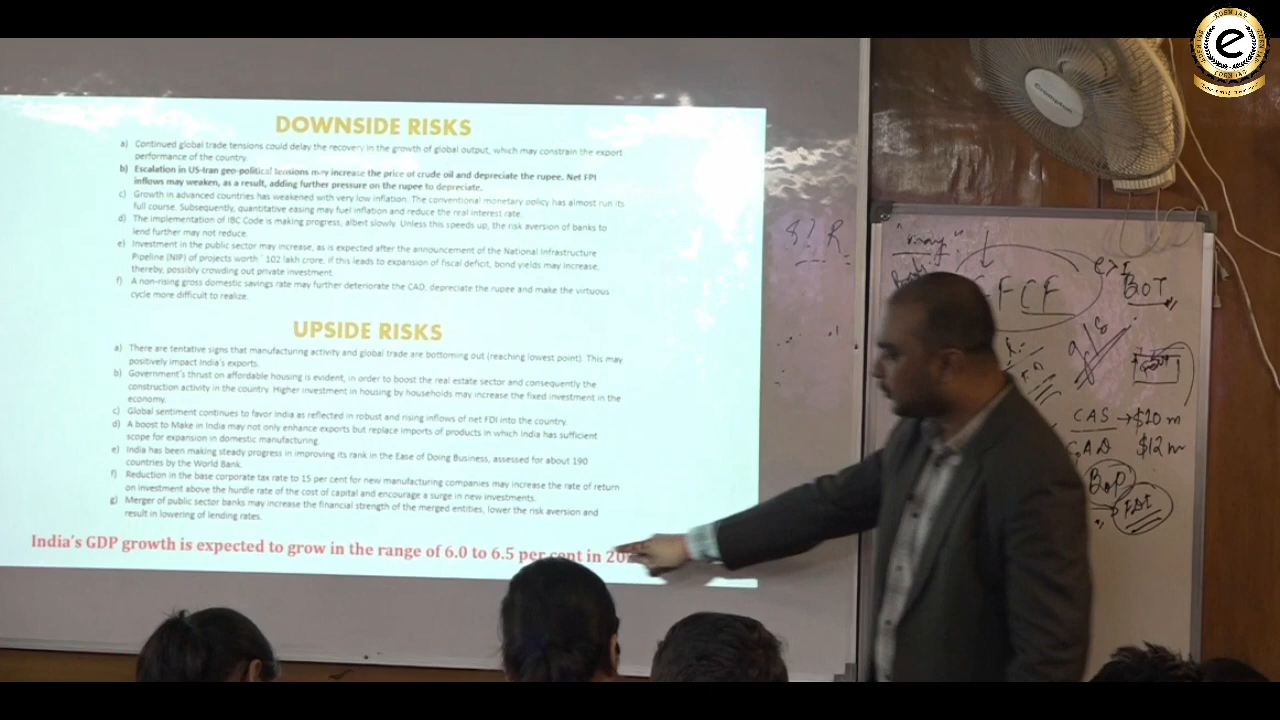 DOWNSIDE RISKS
a) Continued global trade tensions could delay the recovery in the growth of global output, which may constrain the export
performance of the country.
b) Escalation in US-Iran geo-political tensions may increase the price of crude oil and depreciate the rupee. Net FPI
inflows may weaken, as a result, adding further pressure on the rupee to depreciate.
c) Growth in advanced countries has weakened with very low inflation. The conventional monetary policy has almost run its
full course. Subsequently, quantitative easing may fuel inflation and reduce the real interest rate.
d) The implementation of IBC Code is making progress, albeit slowly. Unless this speeds up, the risk aversion of banks to
lend further may not reduce.
e) Investment in the public sector may increase, as is expected after the announcement of the National Infrastructure
Pipeline (NIP) of projects worth ` 102 lakh crore. If this leads to expansion of fiscal deficit, bond yields may increase,
thereby, possibly crowding out private investment.
f) A non-rising gross domestic savings rate may further deteriorate the CAD, depreciate the rupee and make the virtuous
cycle more difficult to realize.
UPSIDE RISKS
a) There are tentative signs that manufacturing activity and global trade are bottoming out (reaching lowest point). This may
positively impact India's exports.
b) Government's thrust on affordable housing is evident, in order to boost the real estate sector and consequently the
construction activity in the country. Higher investment in housing by households may increase the fixed investment in the
economy.
c) Global sentiment continues to favor India as reflected in robust and rising inflows of net FDI into the country.
d) A boost to Make in India may not only enhance exports but replace imports of products in which India has sufficient
scope for expansion in domestic manufacturing.
e) India has been making steady progress in improving its rank in the Ease of Doing Business, assessed for about 190
countries by the World Bank.
f) Reduction in the base corporate tax rate to 15 per cent for new manufacturing companies may increase the rate of return
on investment above the hurdle rate of the cost of capital and encourage a surge in new investments.
g) Merger of public sector banks may increase the financial strength of the merged entities, lower the risk aversion and
result in lowering of lending rates.
India's GDP growth is expected to grow in the range of 6.0 to 6.5 per cent in 20
FCF
BOT
CAS → $10 m
CAD $12 m
BOP
FDI
e